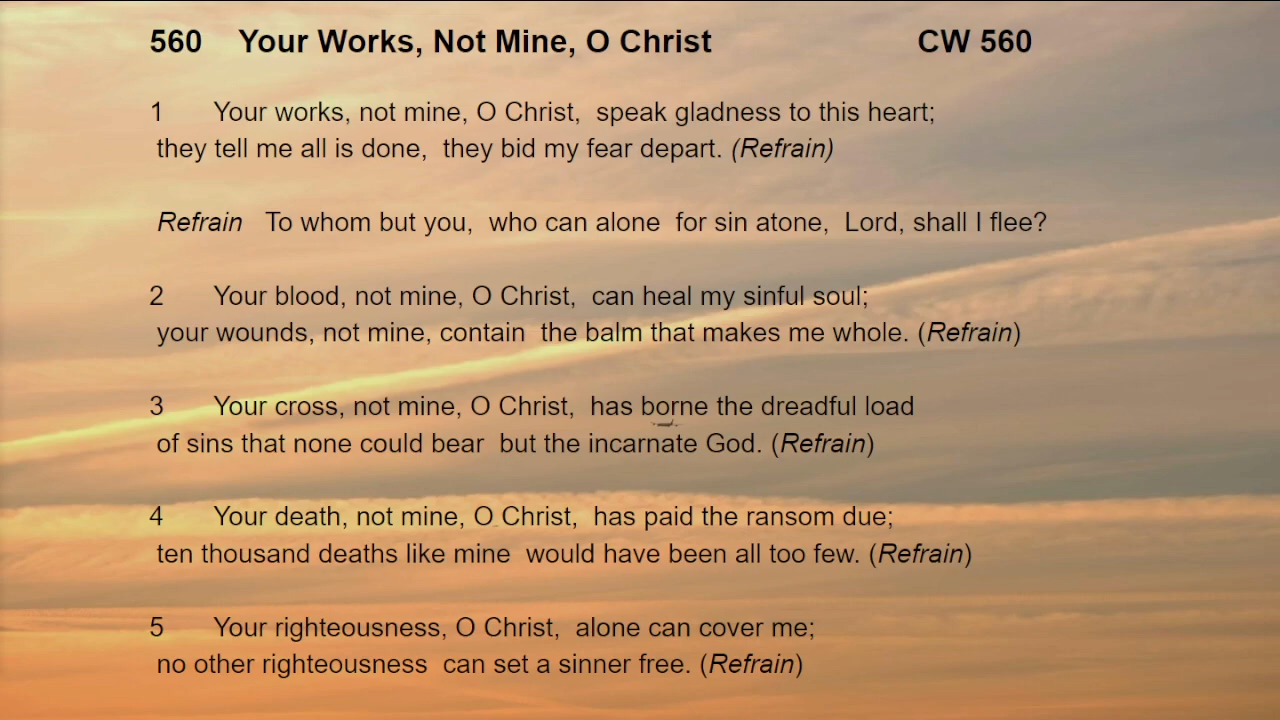 560 Your Works, Not Mine, O Christ CW 560
1 Your works, not mine, O Christ, speak gladness to this heart;
they tell me all is done, they bid my fear depart. (Refrain)
Refrain To whom but you, who can alone for sin atone, Lord, shall I flee?
2 Your blood, not mine, O Christ, can heal my sinful soul;
your wounds, not mine, contain the balm that makes me whole. (Refrain)
3 Your cross, not mine, O Christ, has borne the dreadful load
of sins that none could bear but the incarnate God. (Refrain)
4 Your death, not mine, O Christ, has paid the ransom due;
ten thousand deaths like mine would have been all too few. (Refrain)
5 Your righteousness, O Christ, alone can cover me;
no other righteousness can set a sinner free. (Refrain)